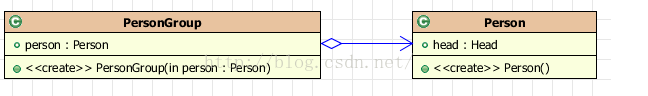 PersonGroup
person : Person
<<create>> PersonGroup(in person : Person)
Person
head : Head
<<create>> Person()
http://blog.csdn.net/